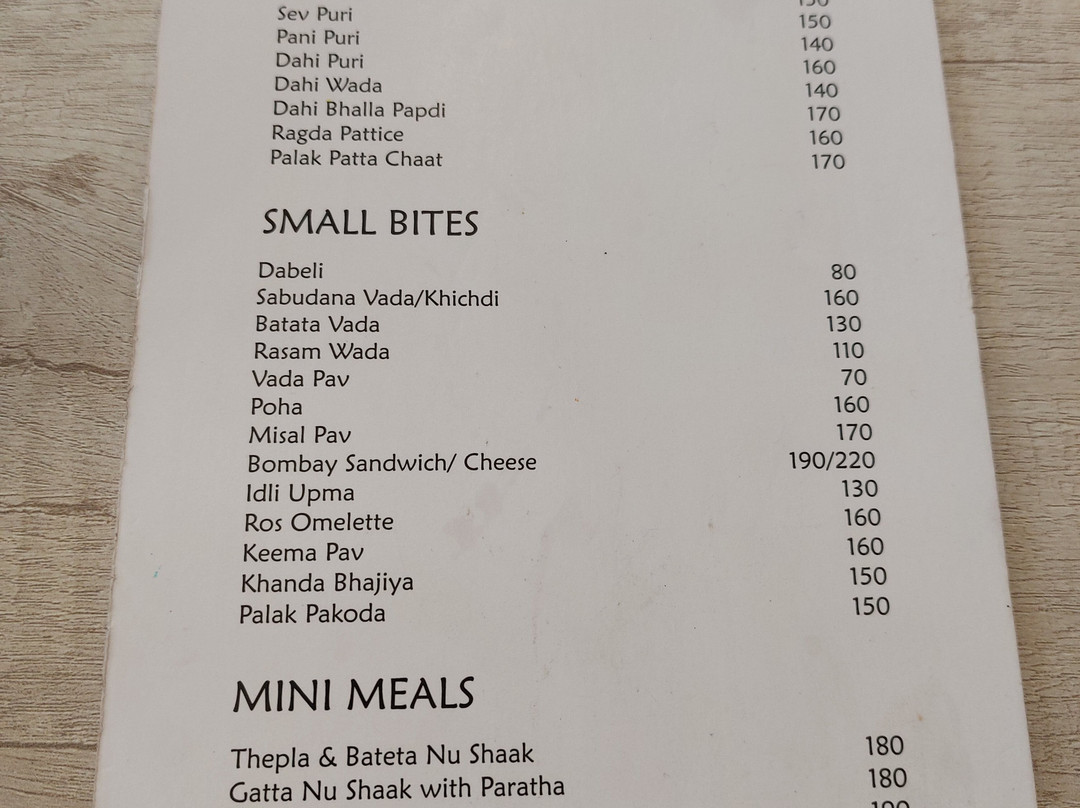 Sev Puri 150
Pani Puri 140
Dahi Puri 160
Dahi Wada 140
Dahi Bhalla Papdi 170
Ragda Pattice 160
Palak Patta Chaat 170
SMALL BITES
Dabeli 80
Sabudana Vada/Khichdi 160
Batata Vada 130
Rasam Wada 110
Vada Pav 70
Poha 160
Misal Pav 170
Bombay Sandwich/ Cheese 190/220
Idli Upma 130
Ros Omelette 160
Keema Pav 160
Khanda Bhajiya 150
Palak Pakoda 150
MINI MEALS
Thepla & Bateta Nu Shaak 180
Gatta Nu Shaak with Paratha 180